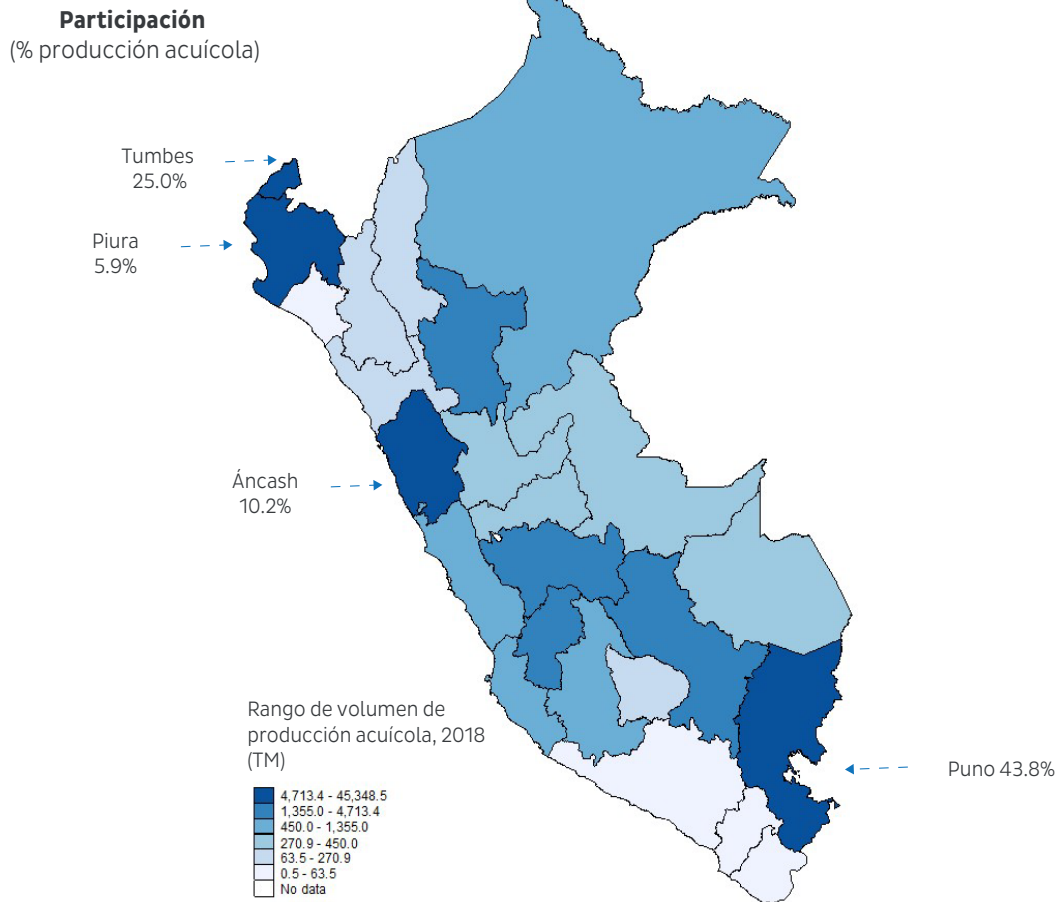 Participación
(% producción acuícola)
Tumbes
25.0%
Piura
5.9%
Áncash
10.2%
Puno 43.8%
Rango de volumen de
producción acuícola, 2018
(TM)
4,713.4 - 45,348.5
1,355.0 - 4,713.4
450.0 - 1,355.0
270.9 - 450.0
63.5 - 270.9
0.5 - 63.5
No data